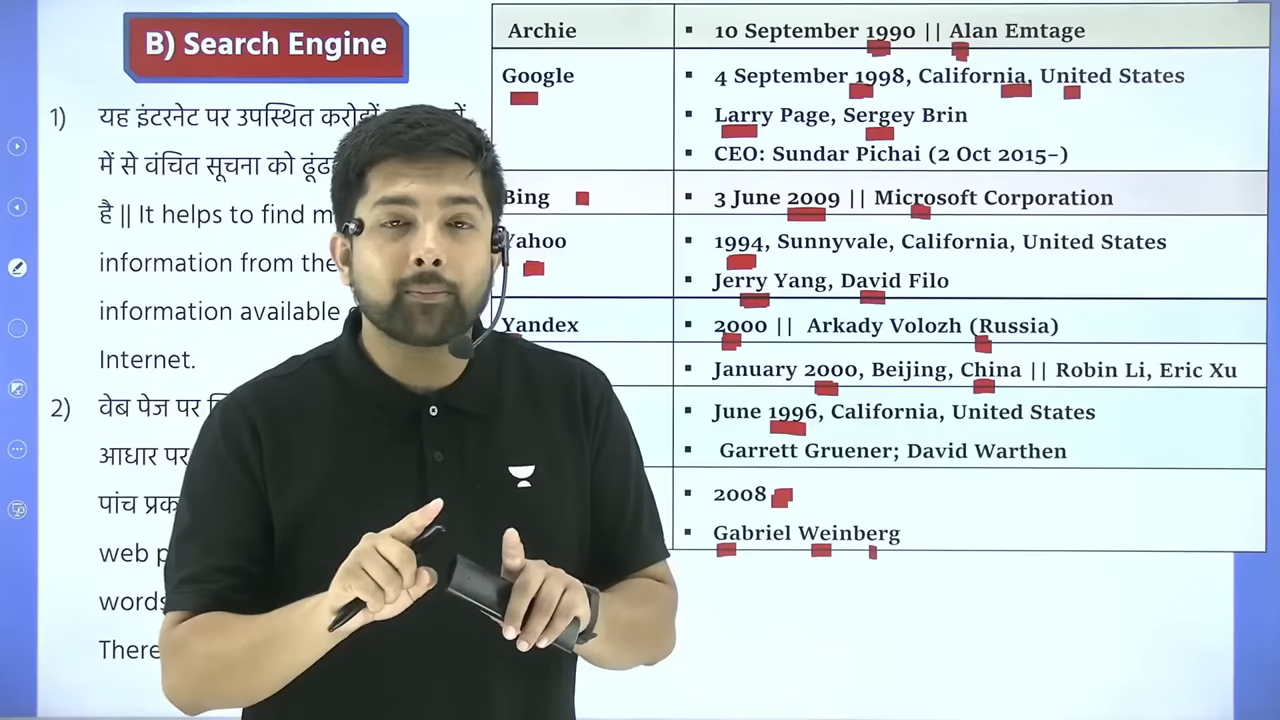 B) Search Engine
1) यह इंटरनेट पर उपस्थित करोड़ों
में से वंचित सूचना को
है || It helps to find
information from the
information available
Internet.
2) वेब पेज पर
आधार पर
पांच
web
words
There
Archie
▪ 10 September 1990 || Alan Emtage
Google
▪ 4 September 1998, California, United States
▪ Larry Page, Sergey Brin
▪ CEO: Sundar Pichai (2 Oct 2015–)
Bing
▪ 3 June 2009 || Microsoft Corporation
Yahoo
▪ 1994, Sunnyvale, California, United States
▪ Jerry Yang, David Filo
Yandex
▪ 2000 || Arkady Volozh (Russia)
▪ January 2000, Beijing, China || Robin Li, Eric Xu
▪ June 1996, California, United States
▪ Garrett Gruener; David Warthen
▪ 2008
▪ Gabriel Weinberg